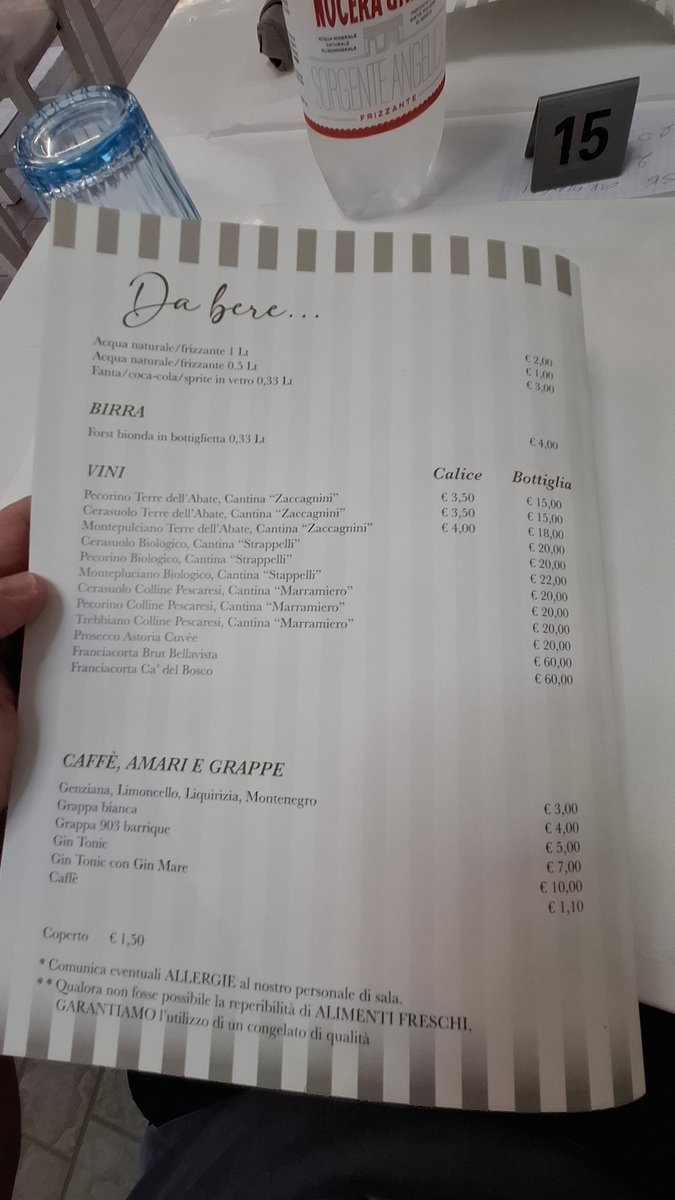 NOCERA
ACQUA MINERALE
NATURALE
OLIGOMINERALE
SORGENTE ANGELICA
FRIZZANTE
15
Da bere...
Acqua naturale/frizzante 1 Lt € 2,00
Acqua naturale/frizzante 0.5 Lt € 1,00
Fanta/coca-cola/sprite in vetro 0,33 Lt € 3,00
BIRRA
Forst bionda in bottiglietta 0,33 Lt € 4,00
VINI Calice Bottiglia
Pecorino Terre dell'Abate, Cantina “Zaccagnini” € 3,50 € 15,00
Cerasuolo Terre dell'Abate, Cantina “Zaccagnini” € 3,50 € 15,00
Montepulciano Terre dell'Abate, Cantina “Zaccagnini” € 4,00 € 18,00
Cerasuolo Biologico, Cantina “Strappelli” € 20,00
Pecorino Biologico, Cantina “Strappelli” € 20,00
Montepluciano Biologico, Cantina “Stappelli” € 22,00
Cerasuolo Colline Pescaresi, Cantina “Marramiero” € 20,00
Pecorino Colline Pescaresi, Cantina “Marramiero” € 20,00
Trebbiano Colline Pescaresi, Cantina “Marramiero” € 20,00
Prosecco Astoria Cuvèe € 20,00
Franciacorta Brut Bellavista € 60,00
Franciacorta Ca' del Bosco € 60,00
CAFFÈ, AMARI E GRAPPE
Genziana, Limoncello, Liquirizia, Montenegro € 3,00
Grappa bianca € 4,00
Grappa 903 barrique € 5,00
Gin Tonic € 7,00
Gin Tonic con Gin Mare € 10,00
Caffè € 1,10
Coperto € 1,50
* Comunica eventuali ALLERGIE al nostro personale di sala.
** Qualora non fosse possibile la reperibilità di ALIMENTI FRESCHI,
GARANTIAMO l'utilizzo di un congelato di qualità